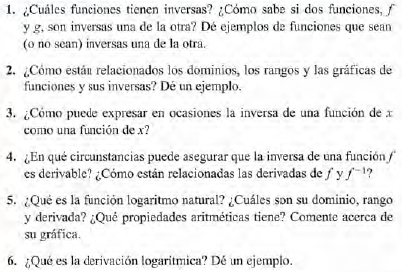 1. ¿Cuáles funciones tienen inversas? ¿Cómo sabe si dos funciones, f
y g, son inversas una de la otra? Dé ejemplos de funciones que sean
(o no sean) inversas una de la otra.
2. ¿Cómo están relacionados los dominios, los rangos y las gráficas de
funciones y sus inversas? Dé un ejemplo.
3. ¿Cómo puede expresar en ocasiones la inversa de una función de x
como una función de x?
4. ¿En qué circunstancias puede asegurar que la inversa de una función f
es derivable? ¿Cómo están relacionadas las derivadas de f y f⁻¹?
5. ¿Qué es la función logaritmo natural? ¿Cuáles son su dominio, rango
y derivada? ¿Qué propiedades aritméticas tiene? Comente acerca de
su gráfica.
6. ¿Qué es la derivación logarítmica? Dé un ejemplo.